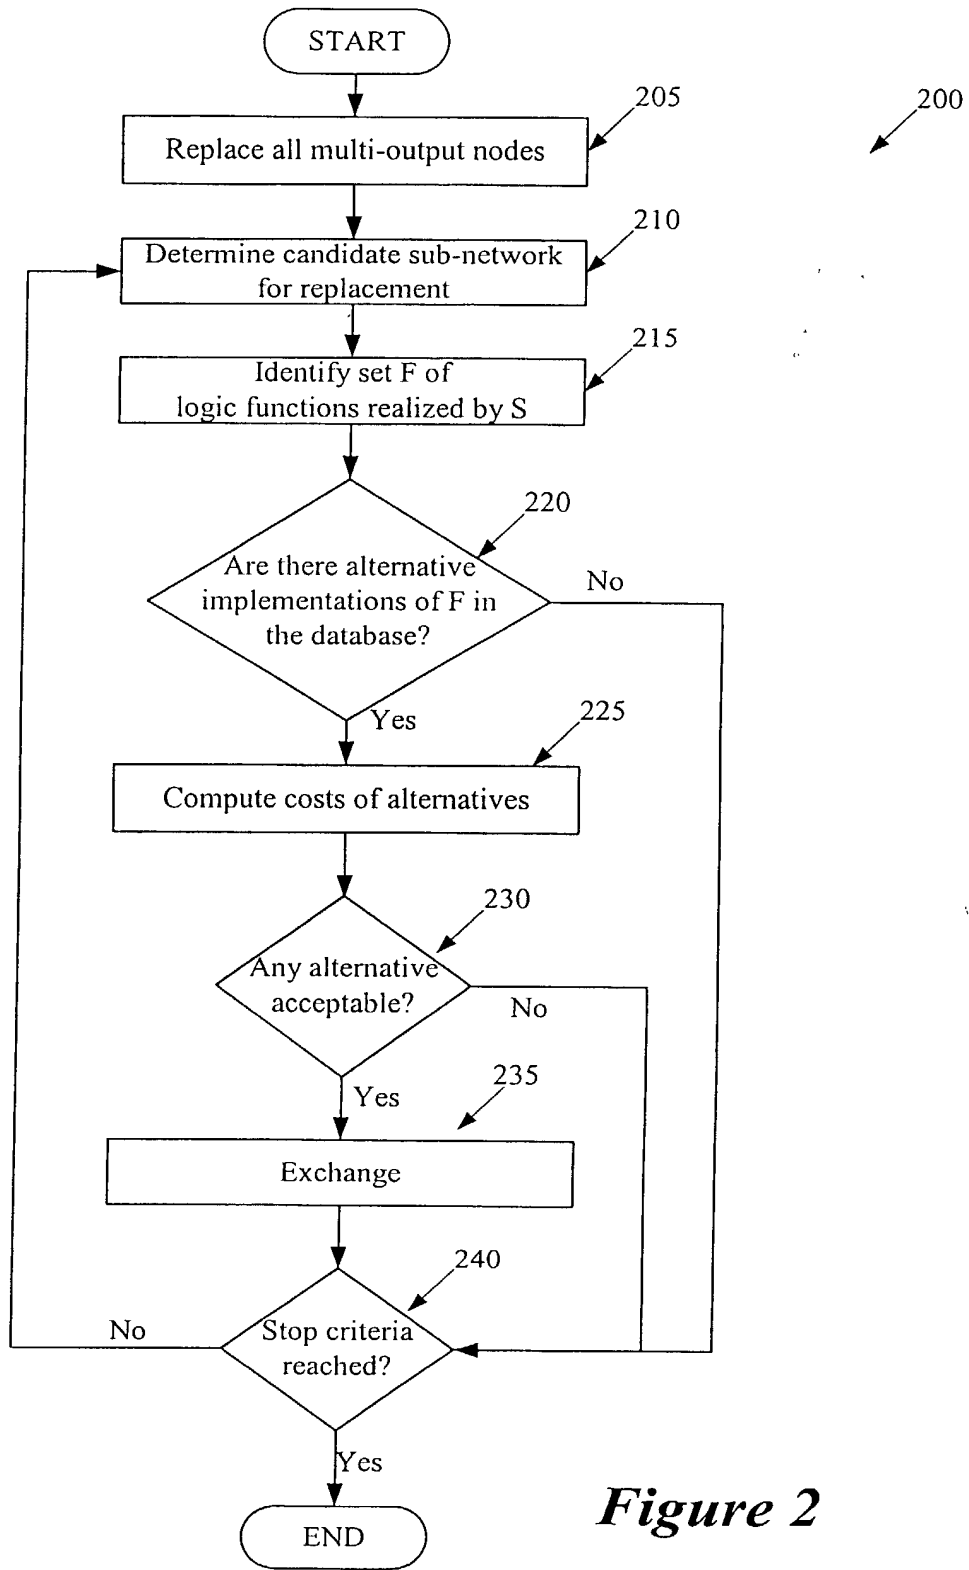 START
205
200
Replace all multi-output nodes
210
Determine candidate sub-network
for replacement
215
Identify set F of
logic functions realized by S
220
Are there alternative
implementations of F in
the database?
No
Yes
225
Compute costs of alternatives
230
Any alternative
acceptable?
No
Yes
235
Exchange
240
Stop criteria
reached?
No
Yes
END
Figure 2